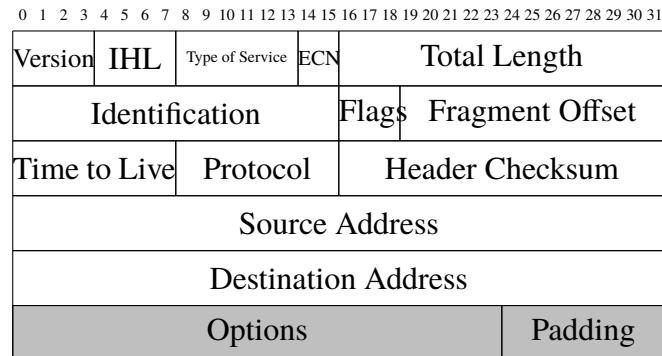 0 1 2 3 4 5 6 7 8 9 10 11 12 13 14 15 16 17 18 19 20 21 22 23 24 25 26 27 28 29 30 31
Version IHL Type of Service ECN Total Length
Identification Flags Fragment Offset
Time to Live Protocol Header Checksum
Source Address
Destination Address
Options Padding